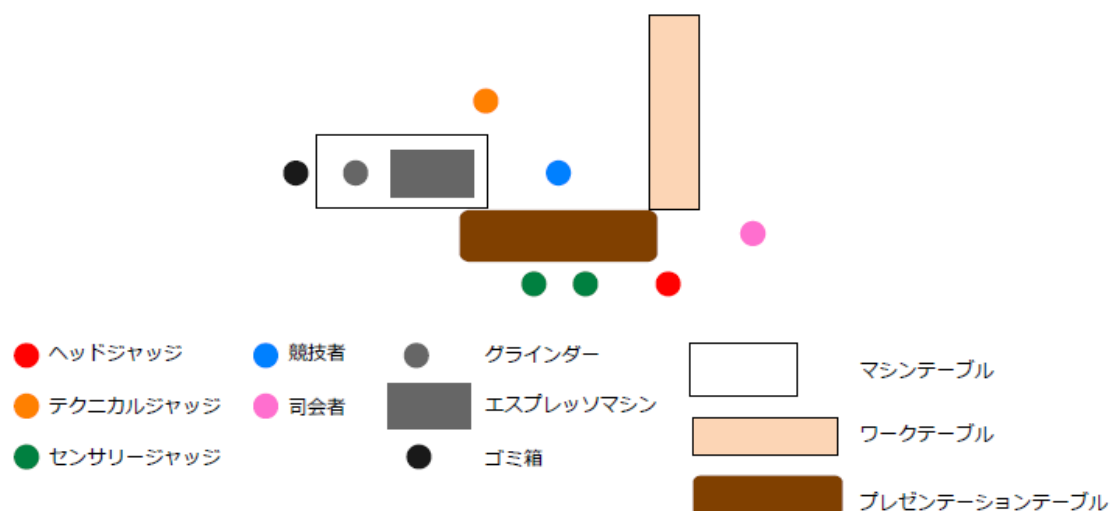 ヘッドジャッジ
テクニカルジャッジ
センサリージャッジ
競技者
司会者
グラインダー
エスプレッソマシン
ゴミ箱
マシンテーブル
ワークテーブル
プレゼンテーションテーブル